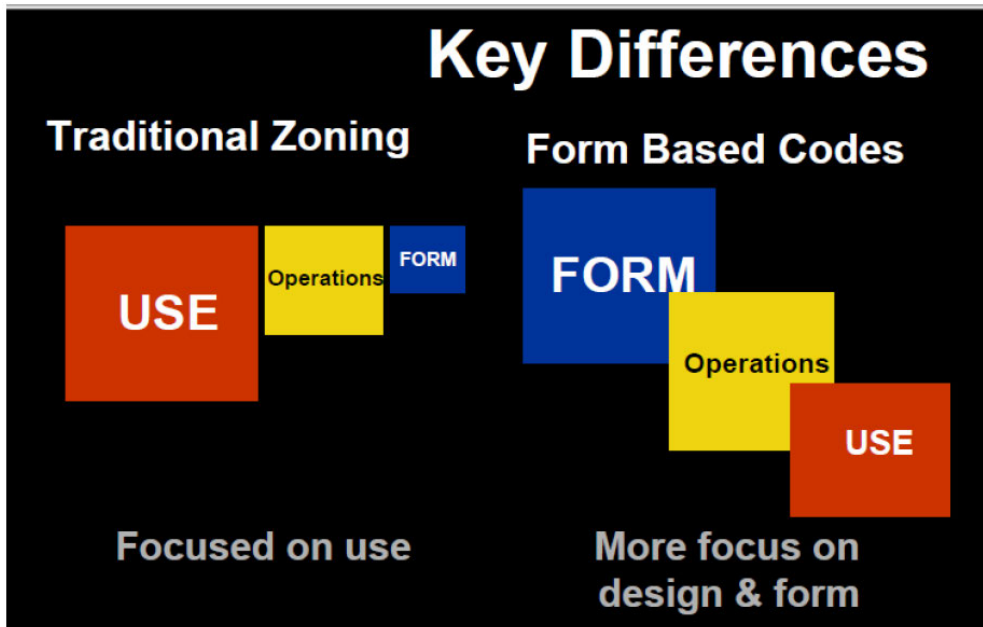 Key Differences
Traditional Zoning
USE
Operations
FORM
Focused on use
Form Based Codes
FORM
Operations
USE
More focus on
design & form